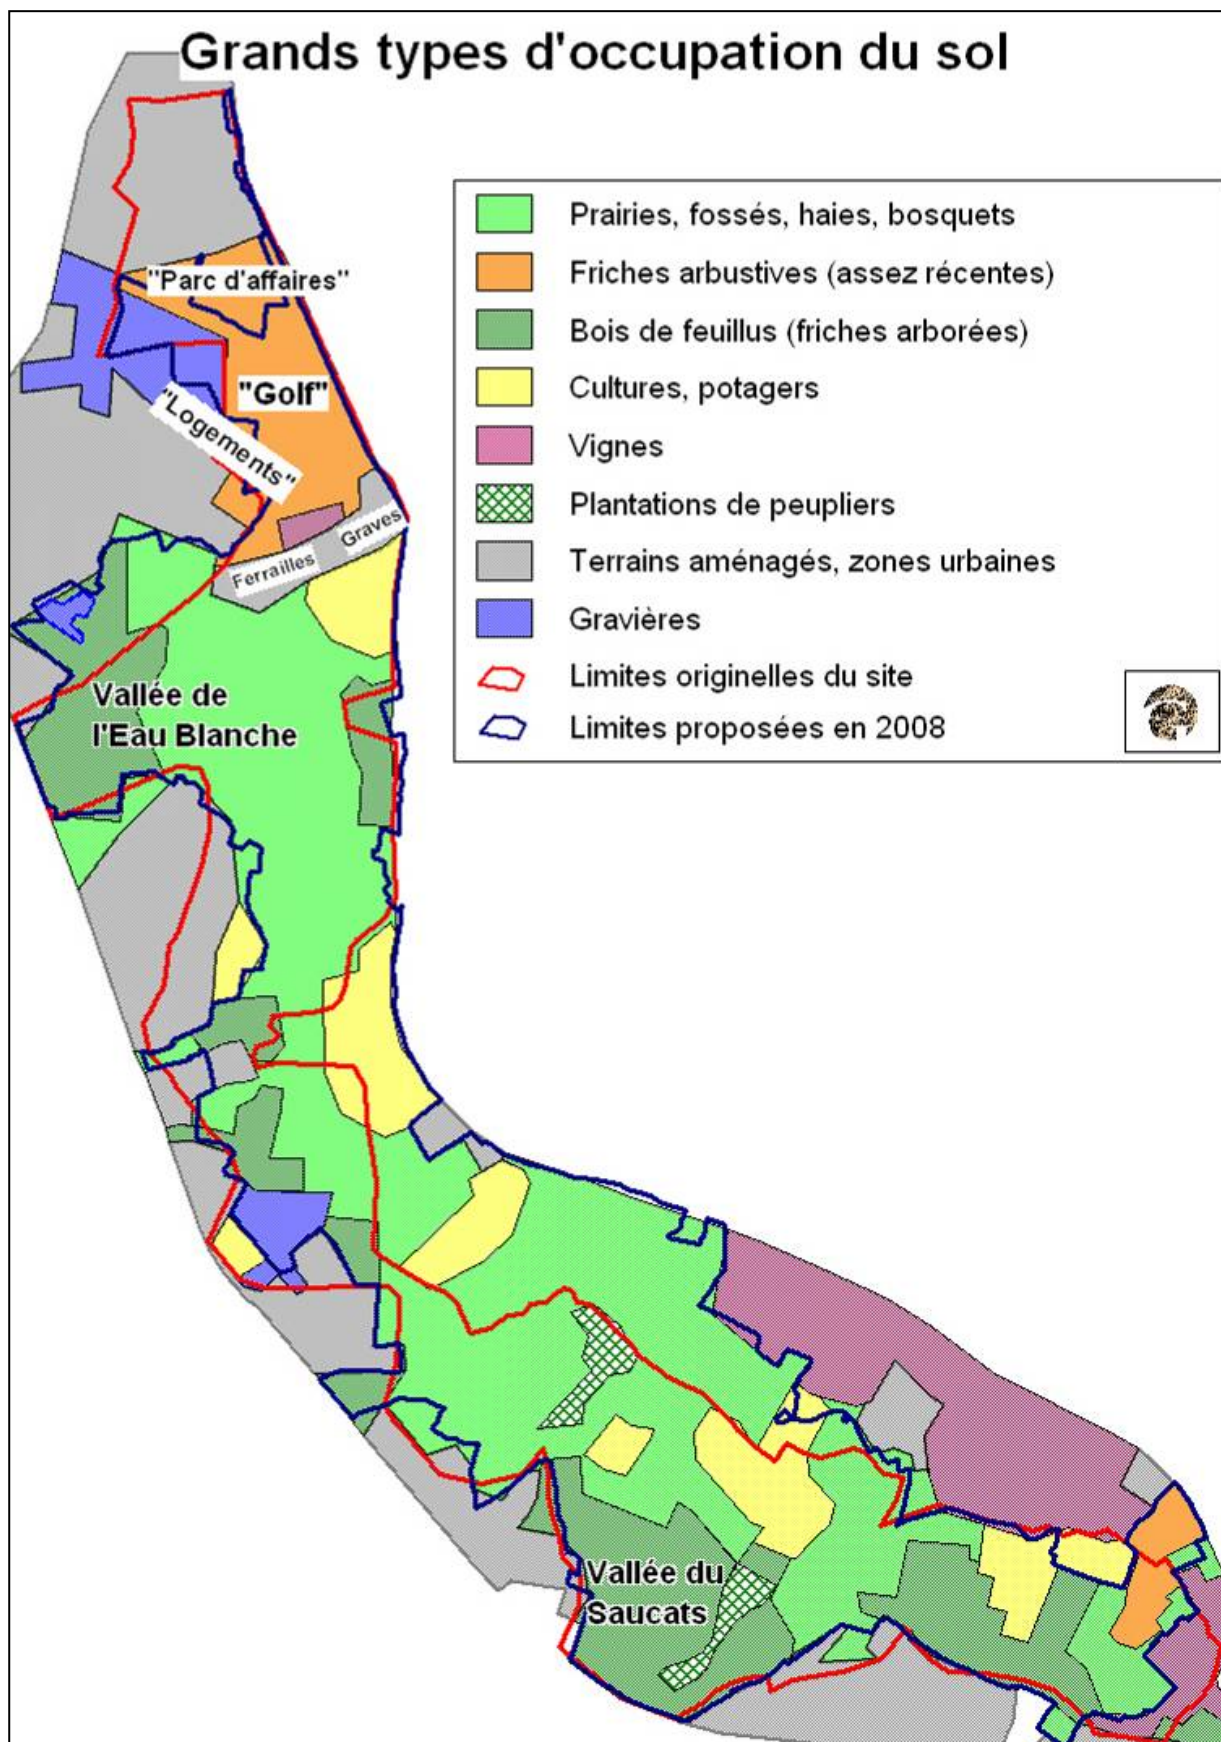 Grands types d'occupation du sol
Prairies, fossés, haies, bosquets
Friches arbustives (assez récentes)
Bois de feuillus (friches arborées)
Cultures, potagers
Vignes
Plantations de peupliers
Terrains aménagés, zones urbaines
Gravières
Limites originelles du site
Limites proposées en 2008
"Parc d'affaires"
"Golf"
"Logements"
Graves
Ferrailles
Vallée de
l'Eau Blanche
Vallée du
Saucats